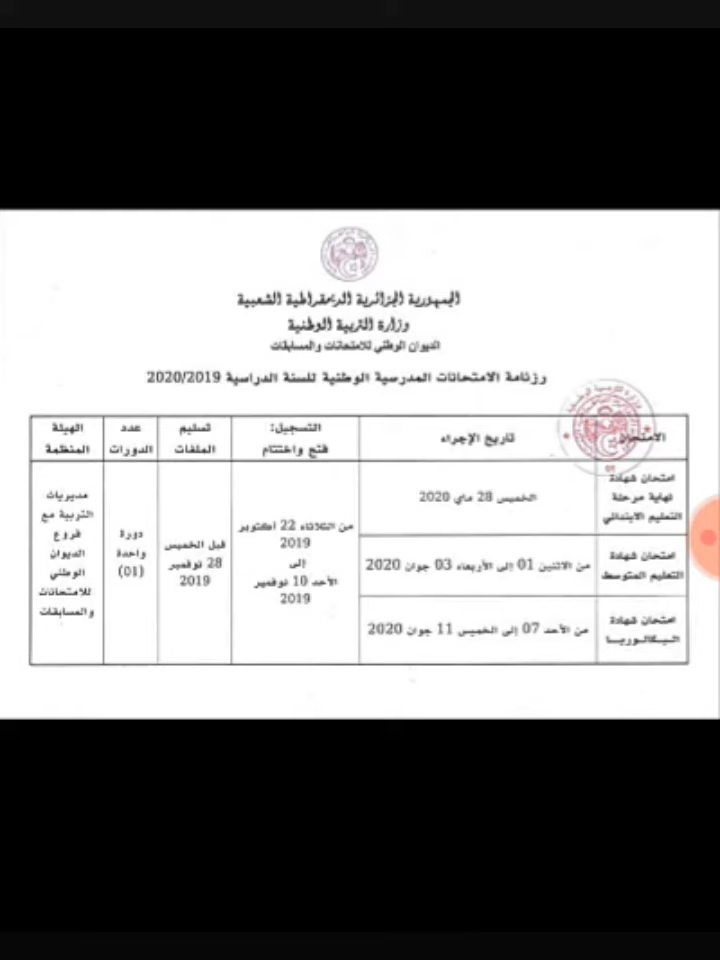 الجمهورية الجزائرية الديمقراطية الشعبية
وزارة التربية الوطنية
الديوان الوطني للامتحانات والمسابقات
رزنامة الامتحانات المدرسية الوطنية للسنة الدراسية 2020/2019
الامتحان
تاريخ الإجراء
التسجيل:
فتح واختتام
تسليم
الملفات
عدد
الدورات
الهيئة
المنظمة
امتحان شهادة
نهاية مرحلة
التعليم الابتدائي
الخميس 28 ماي 2020
امتحان شهادة
التعليم المتوسط
من الاثنين 01 إلى الأربعاء 03 جوان 2020
امتحان شهادة
البكالوريا
من الأحد 07 إلى الخميس 11 جوان 2020
من الثلاثاء 22 أكتوبر
2019
إلى
الأحد 10 نوفمبر
2019
قبل الخميس
28 نوفمبر
2019
دورة
واحدة
(01)
مديريات
التربية مع
فروع
الديوان
الوطني
للامتحانات
والمسابقات